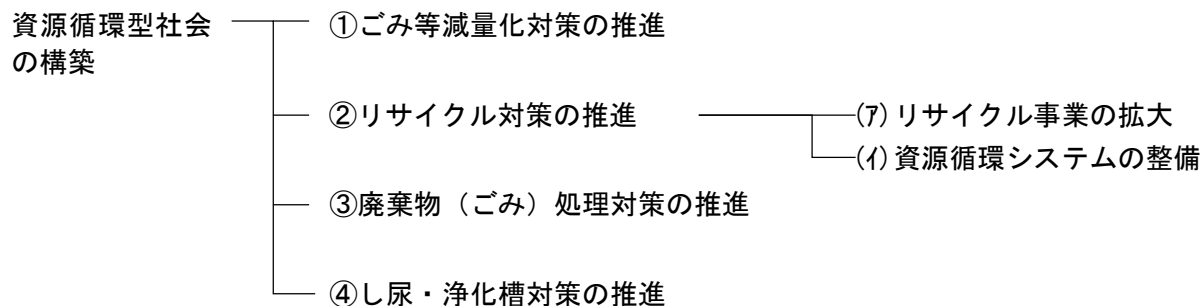 資源循環型社会
の構築
①ごみ等減量化対策の推進
②リサイクル対策の推進
(ｱ)リサイクル事業の拡大
(ｲ)資源循環システムの整備
③廃棄物（ごみ）処理対策の推進
④し尿・浄化槽対策の推進